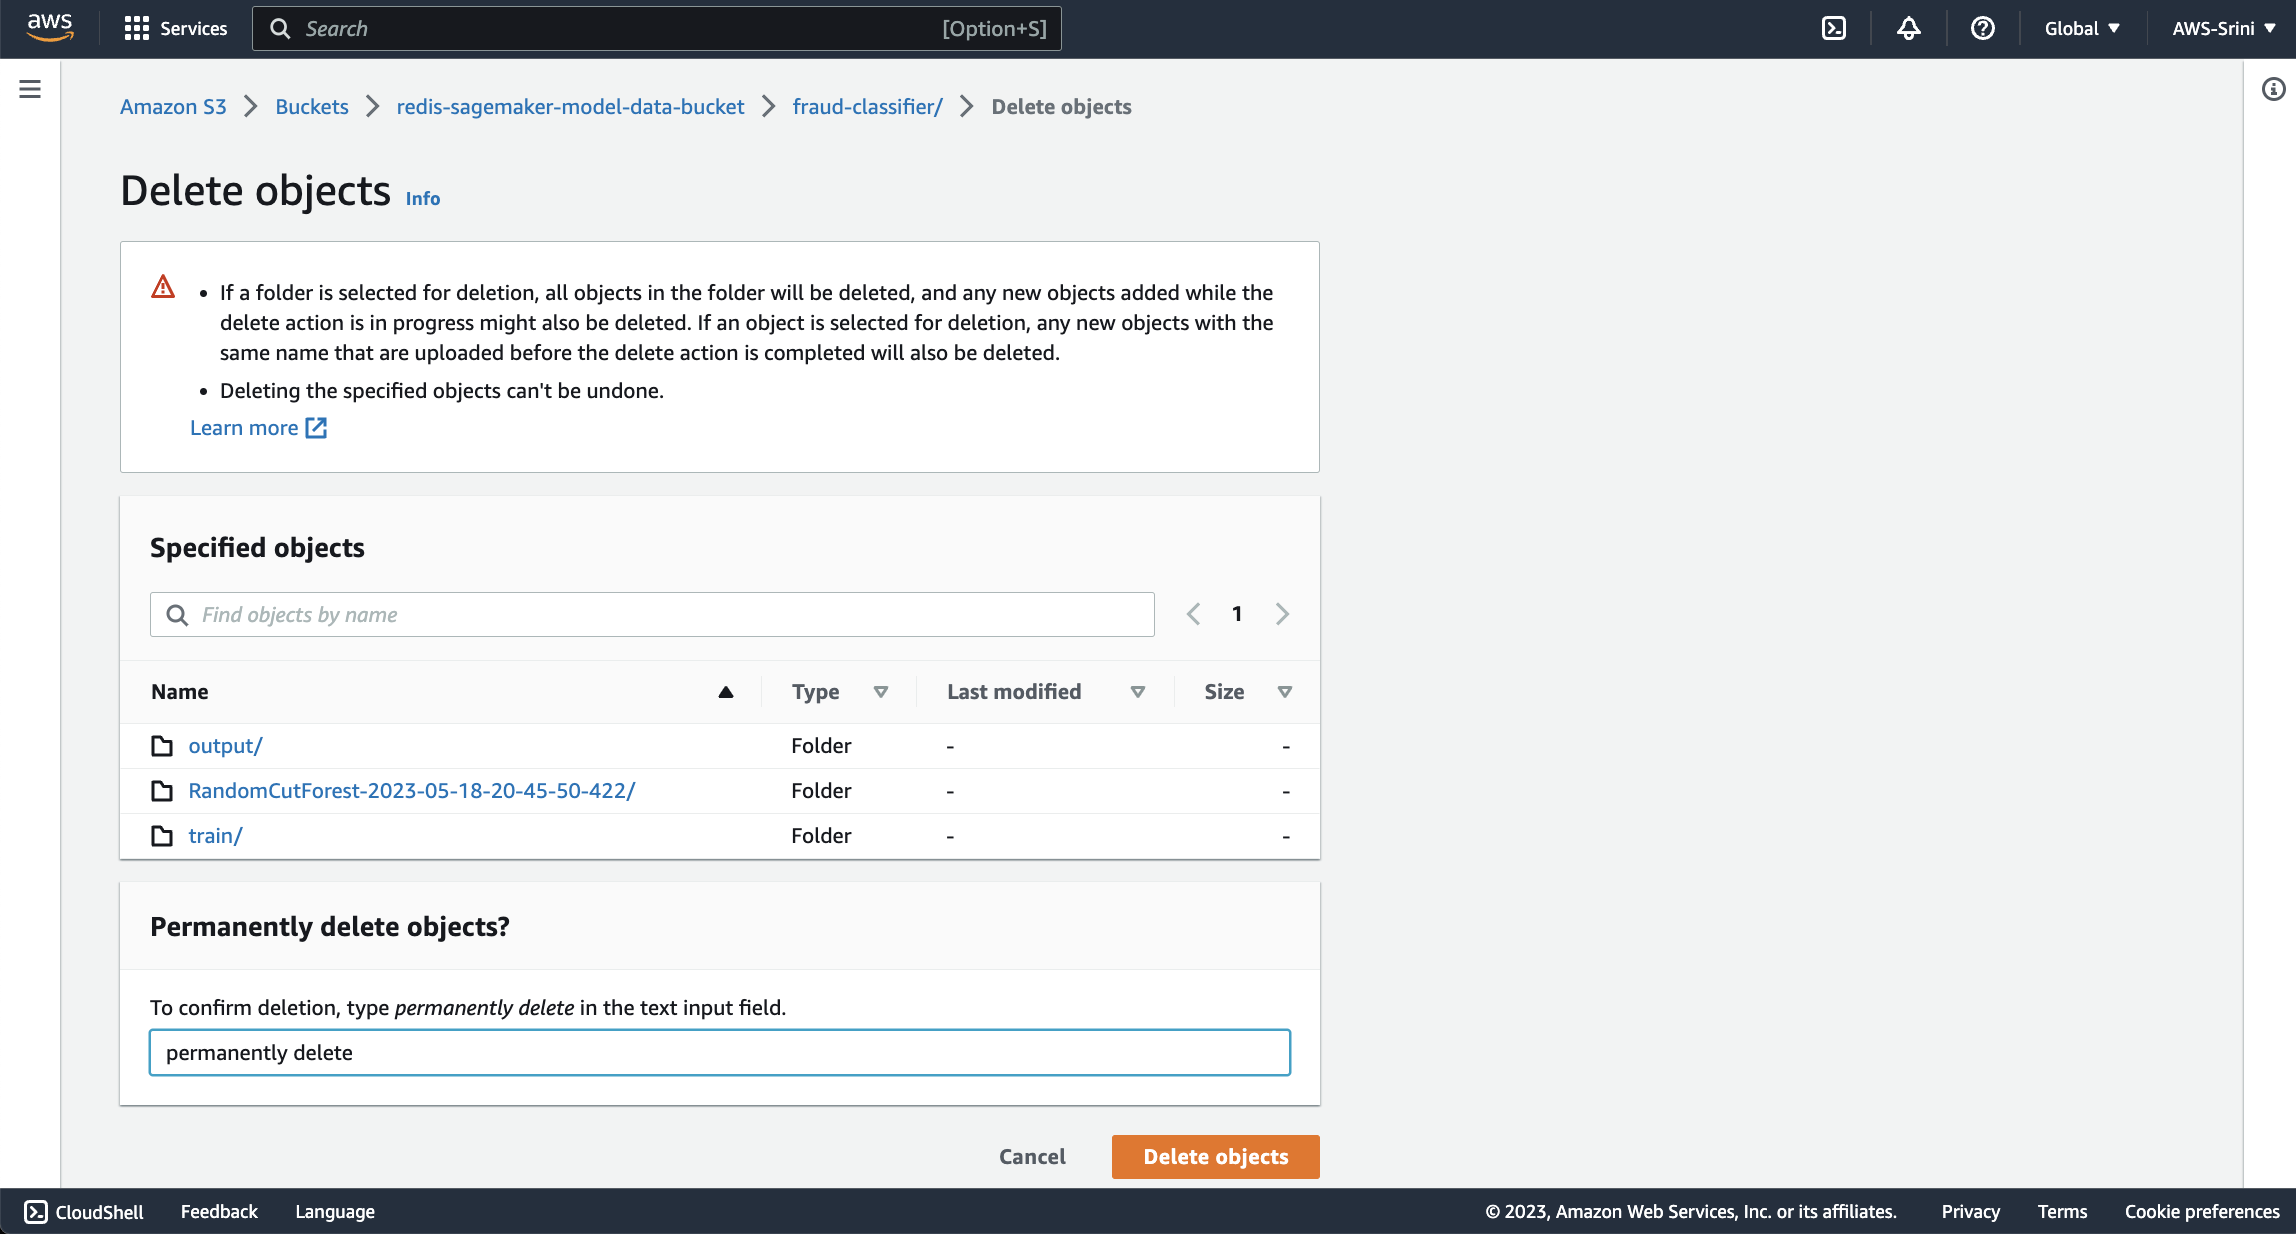 aws
Services
Search
[Option+S]
Global
AWS-Srini
Amazon S3
Buckets
redis-sagemaker-model-data-bucket
fraud-classifier/
Delete objects
Delete objects
Info
If a folder is selected for deletion, all objects in the folder will be deleted, and any new objects added while the
delete action is in progress might also be deleted. If an object is selected for deletion, any new objects with the
same name that are uploaded before the delete action is completed will also be deleted.
Deleting the specified objects can't be undone.
Learn more
Specified objects
Find objects by name
1
Name
Type
Last modified
Size
output/
Folder
-
-
RandomCutForest-2023-05-18-20-45-50-422/
Folder
-
-
train/
Folder
-
-
Permanently delete objects?
To confirm deletion, type permanently delete in the text input field.
permanently delete
Cancel
Delete objects
CloudShell
Feedback
Language
© 2023, Amazon Web Services, Inc. or its affiliates.
Privacy
Terms
Cookie preferences